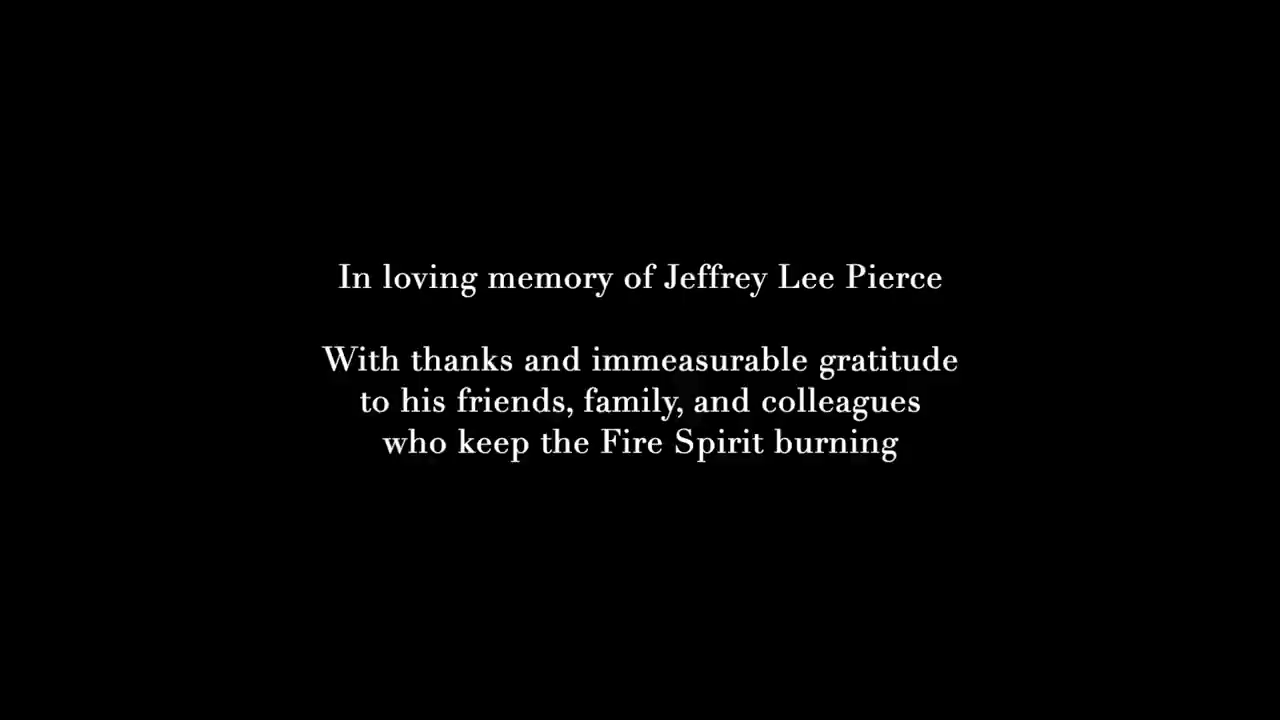 In loving memory of Jeffrey Lee Pierce
With thanks and immeasurable gratitude
to his friends, family, and colleagues
who keep the Fire Spirit burning